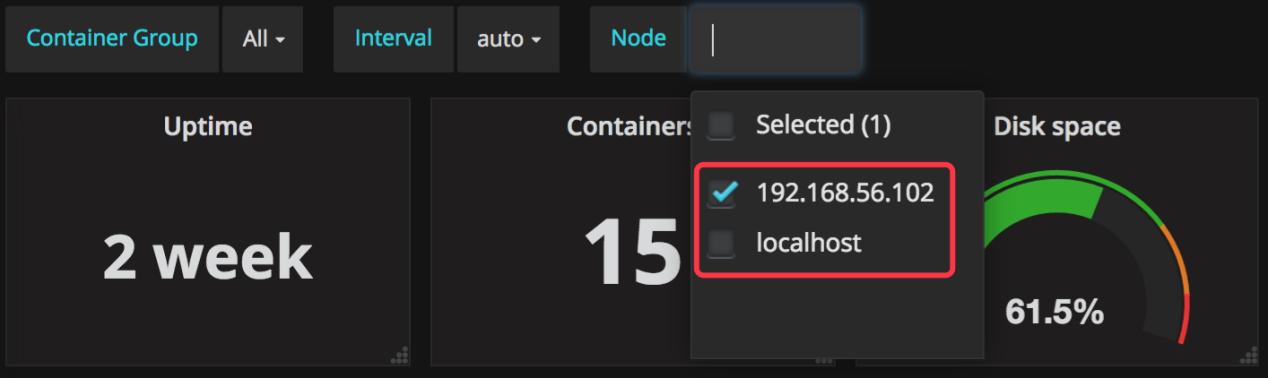 Container Group All Interval auto Node
Uptime
Containers
Disk space
Selected (1)
192.168.56.102
localhost
2 week
15
61.5%